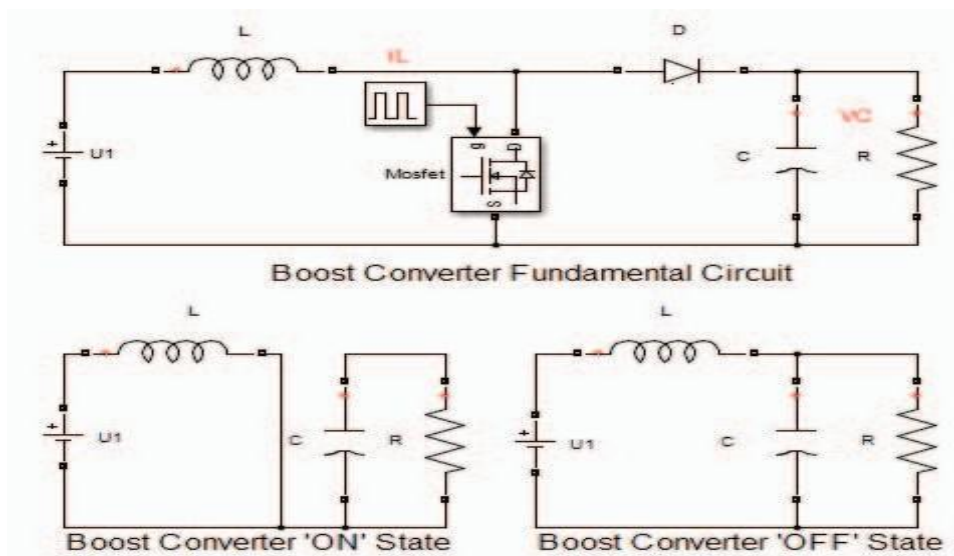 L
D
IL
VC
+
U1
g
D
Mosfet
S
C
R
Boost Converter Fundamental Circuit
L
L
+
U1
C
R
+
U1
C
R
Boost Converter 'ON' State
Boost Converter 'OFF' State